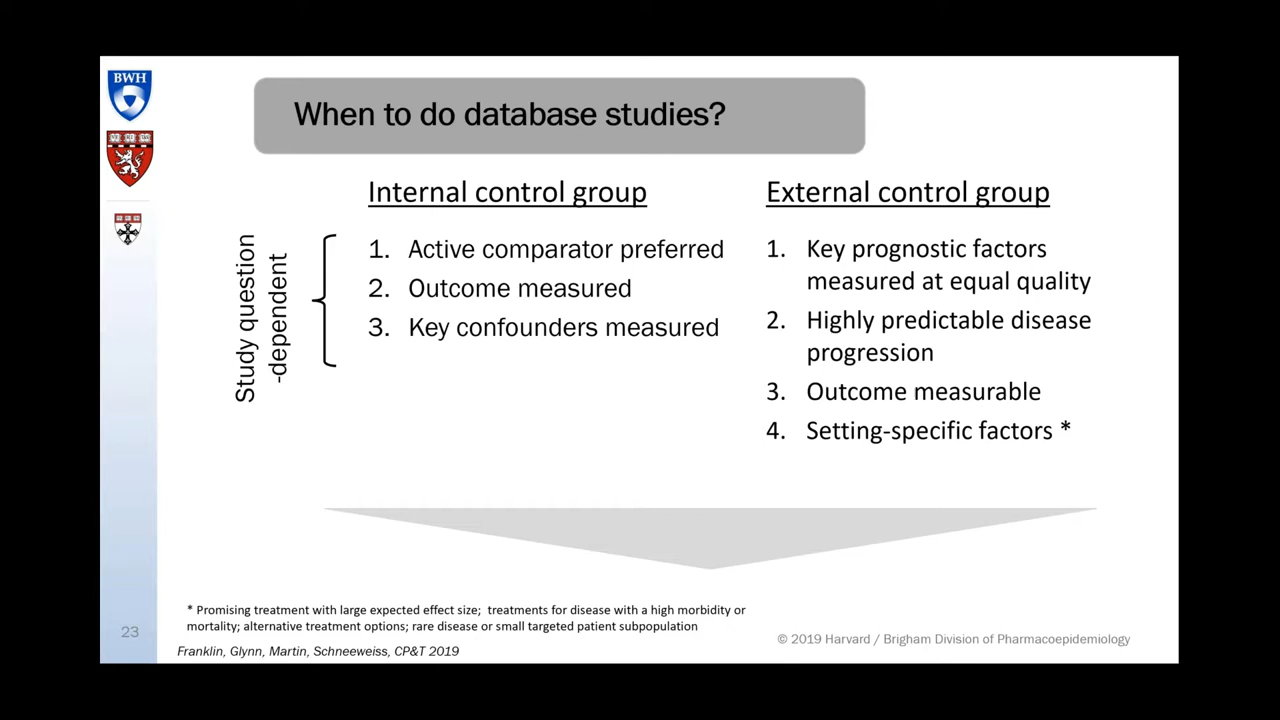 BWH
When to do database studies?
Internal control group
Study question
-dependent
1. Active comparator preferred
2. Outcome measured
3. Key confounders measured
External control group
1. Key prognostic factors
measured at equal quality
2. Highly predictable disease
progression
3. Outcome measurable
4. Setting-specific factors *
* Promising treatment with large expected effect size; treatments for disease with a high morbidity or
mortality; alternative treatment options; rare disease or small targeted patient subpopulation
23
Franklin, Glynn, Martin, Schneeweiss, CP&T 2019
© 2019 Harvard / Brigham Division of Pharmacoepidemiology